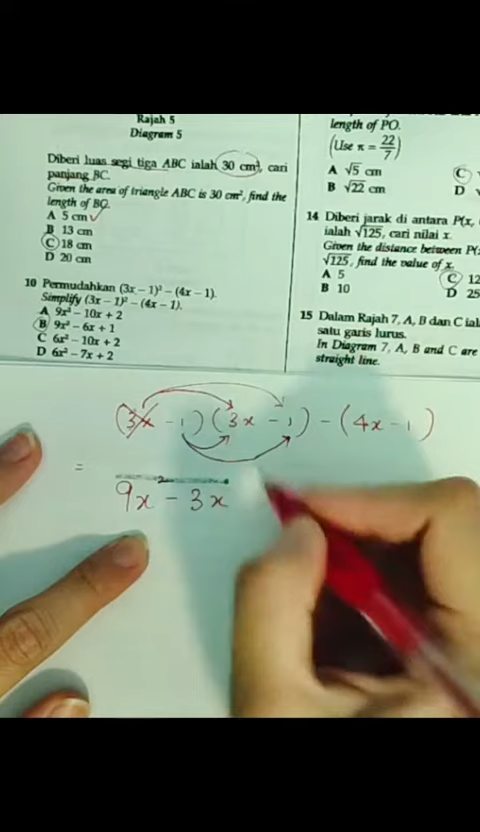 Rajah 5
Diagram 5
Diberi luas segi tiga ABC ialah 30 cm², cari
panjang BC.
Given the area of triangle ABC is 30 cm², find the
length of BC.
A 5 cm
B 13 cm
C 18 cm
D 20 cm
10 Permudahkan (3x – 1)² – (4x – 1).
Simplify (3x – 1)² – (4x – 1).
A 9x² – 10x + 2
B 9x² – 6x + 1
C 6x² – 10x + 2
D 6x² – 7x + 2
length of PO.
(Use π = 22/7)
A √5 cm
B √22 cm
C
D
14 Diberi jarak di antara P(x,
ialah √125, cari nilai x.
Given the distance between P(
√125, find the value of x.
A 5
B 10
C 12
D 25
15 Dalam Rajah 7, A, B dan C ial
satu garis lurus.
In Diagram 7, A, B and C are
straight line.
(3x – 1)(3x – 1) – (4x – 1)
= 9x² – 3x